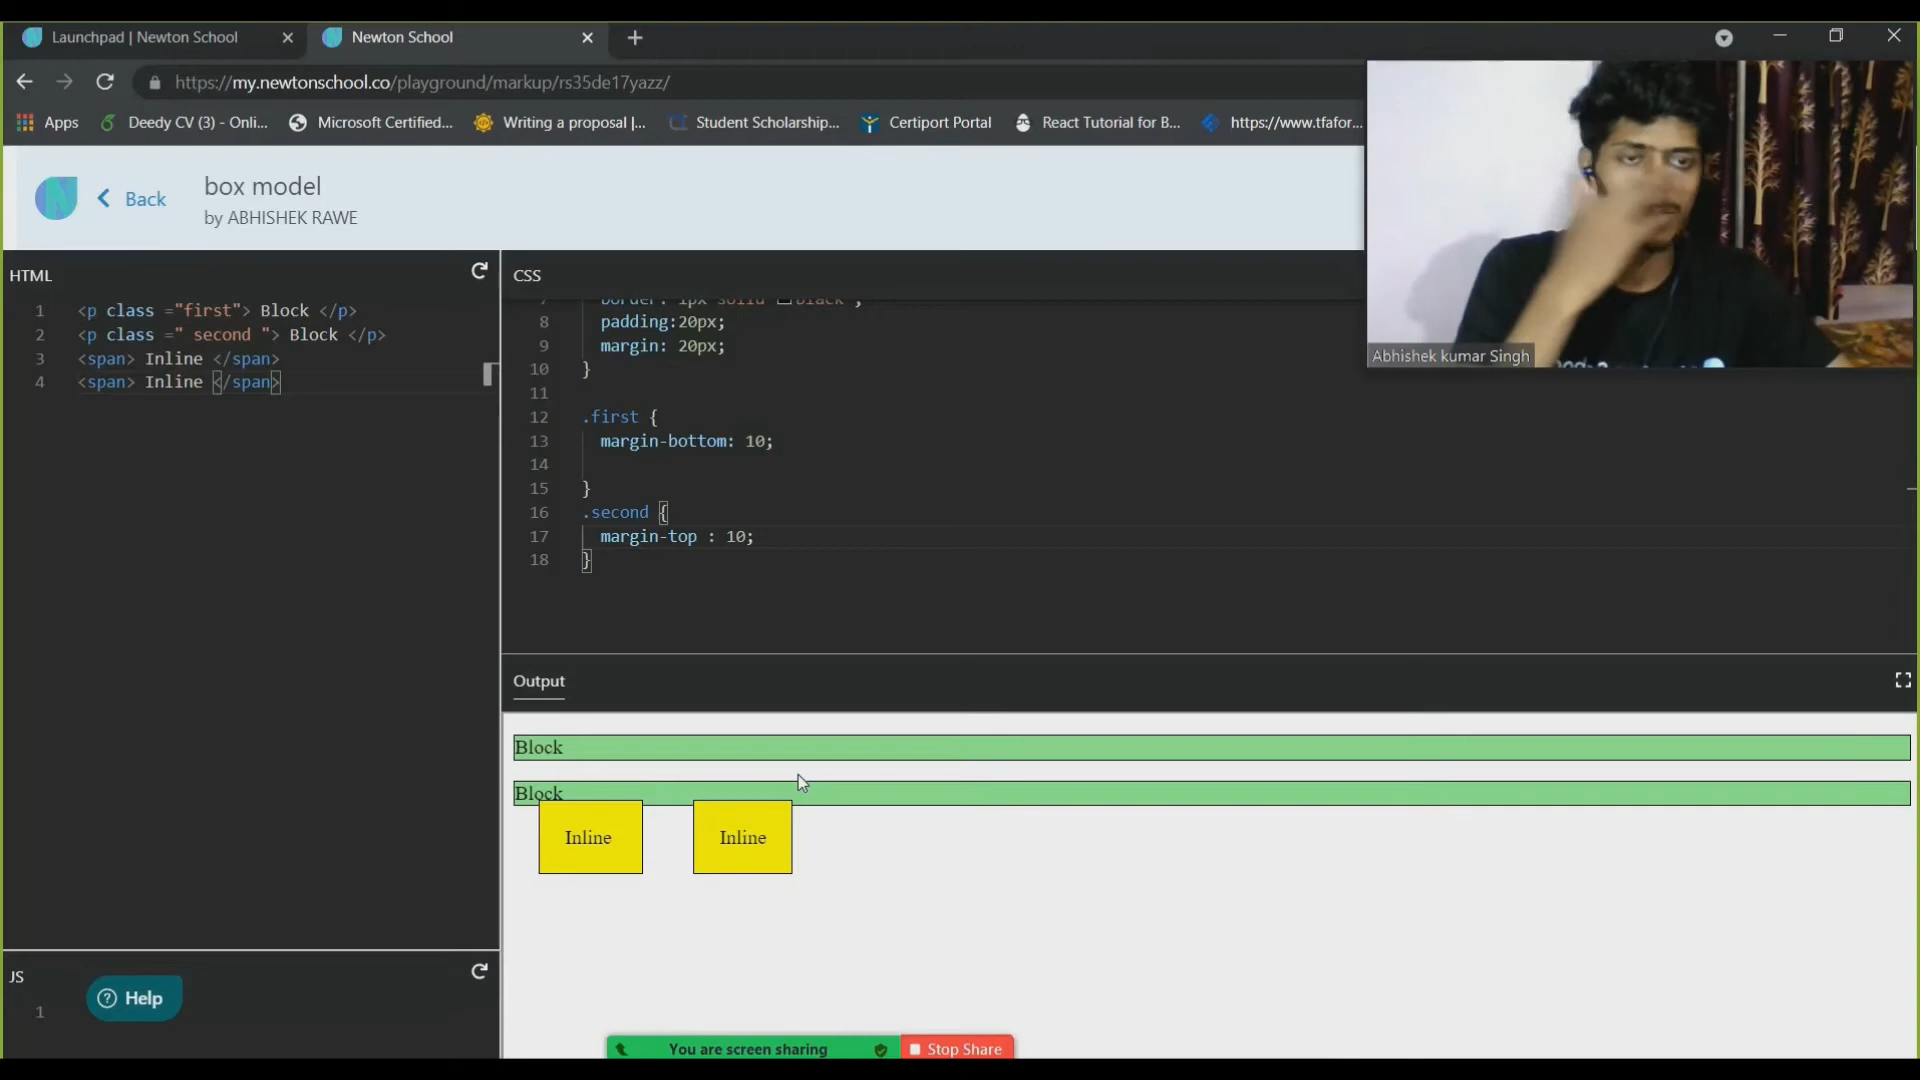 Launchpad | Newton School
Newton School
https://my.newtonschool.co/playground/markup/rs35de17yazz/
Apps
Deedy CV (3) - Onli...
Microsoft Certified...
Writing a proposal |...
Student Scholarship...
Certiport Portal
React Tutorial for B...
https://www.tfafor...
Back
box model
by ABHISHEK RAWE
Abhishek kumar Singh
HTML
1 <p class ="first"> Block </p>
2 <p class =" second "> Block </p>
3 <span> Inline </span>
4 <span> Inline </span>
CSS
7 border: 1px solid black ;
8 padding:20px;
9 margin: 20px;
10 }
11
12 .first {
13 margin-bottom: 10;
14
15 }
16 .second {
17 margin-top : 10;
18 }
Output
Block
Block
Inline Inline
JS
1
? Help
You are screen sharing
Stop Share